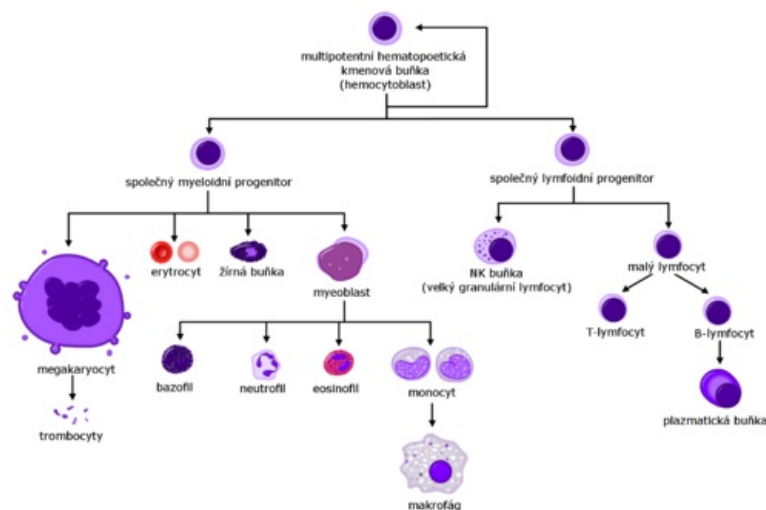 multipotentní hematopoetická
kmenová buňka
(hemocytoblast)
společný myeloidní progenitor
společný lymfoidní progenitor
erytrocyt
žírná buňka
myeoblast
NK buňka
(velký granulární lymfocyt)
malý lymfocyt
T-lymfocyt
B-lymfocyt
megakaryocyt
bazofil
neutrofil
eosinofil
monocyt
plazmatická buňka
trombocyty
makrofág